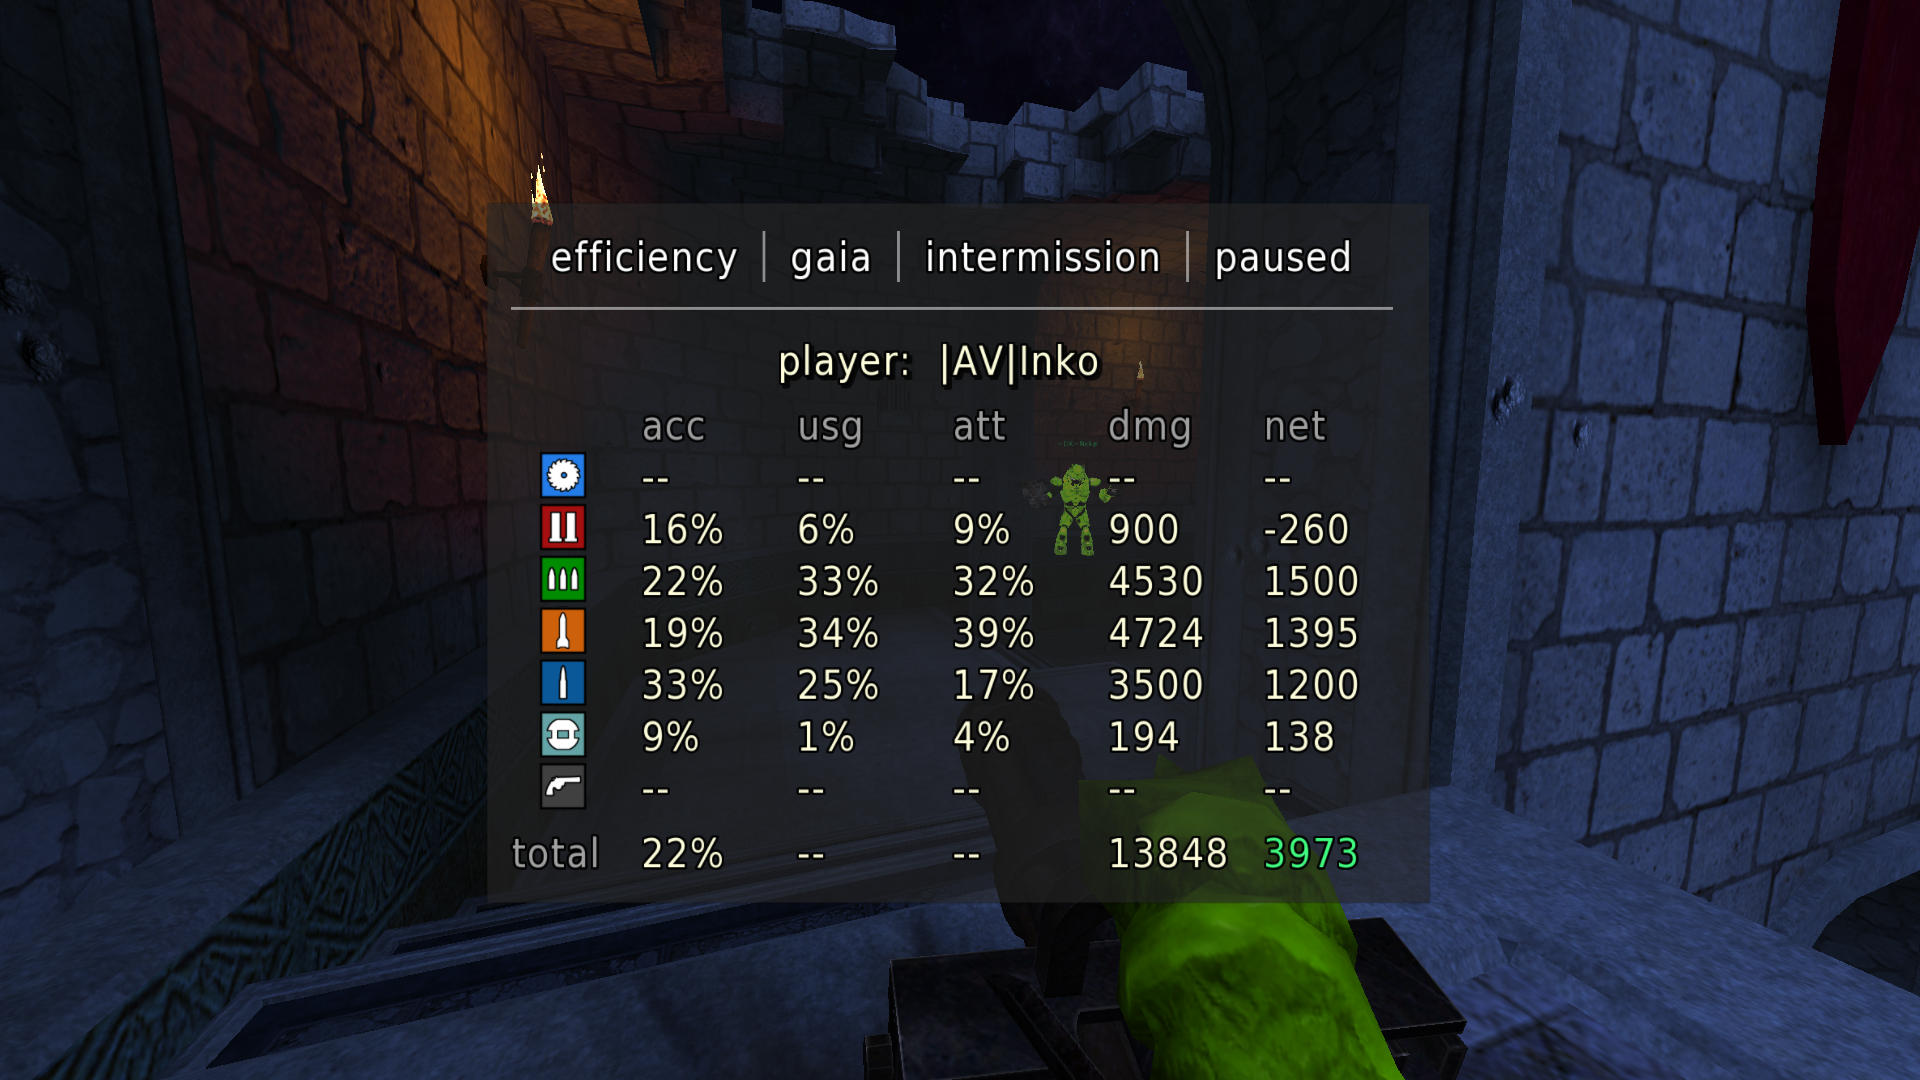 efficiency | gaia | intermission | paused
player: |AV|Inko
acc usg att dmg net
-- -- -- -- --
16% 6% 9% 900 -260
22% 33% 32% 4530 1500
19% 34% 39% 4724 1395
33% 25% 17% 3500 1200
9% 1% 4% 194 138
-- -- -- -- --
total 22% -- -- 13848 3973